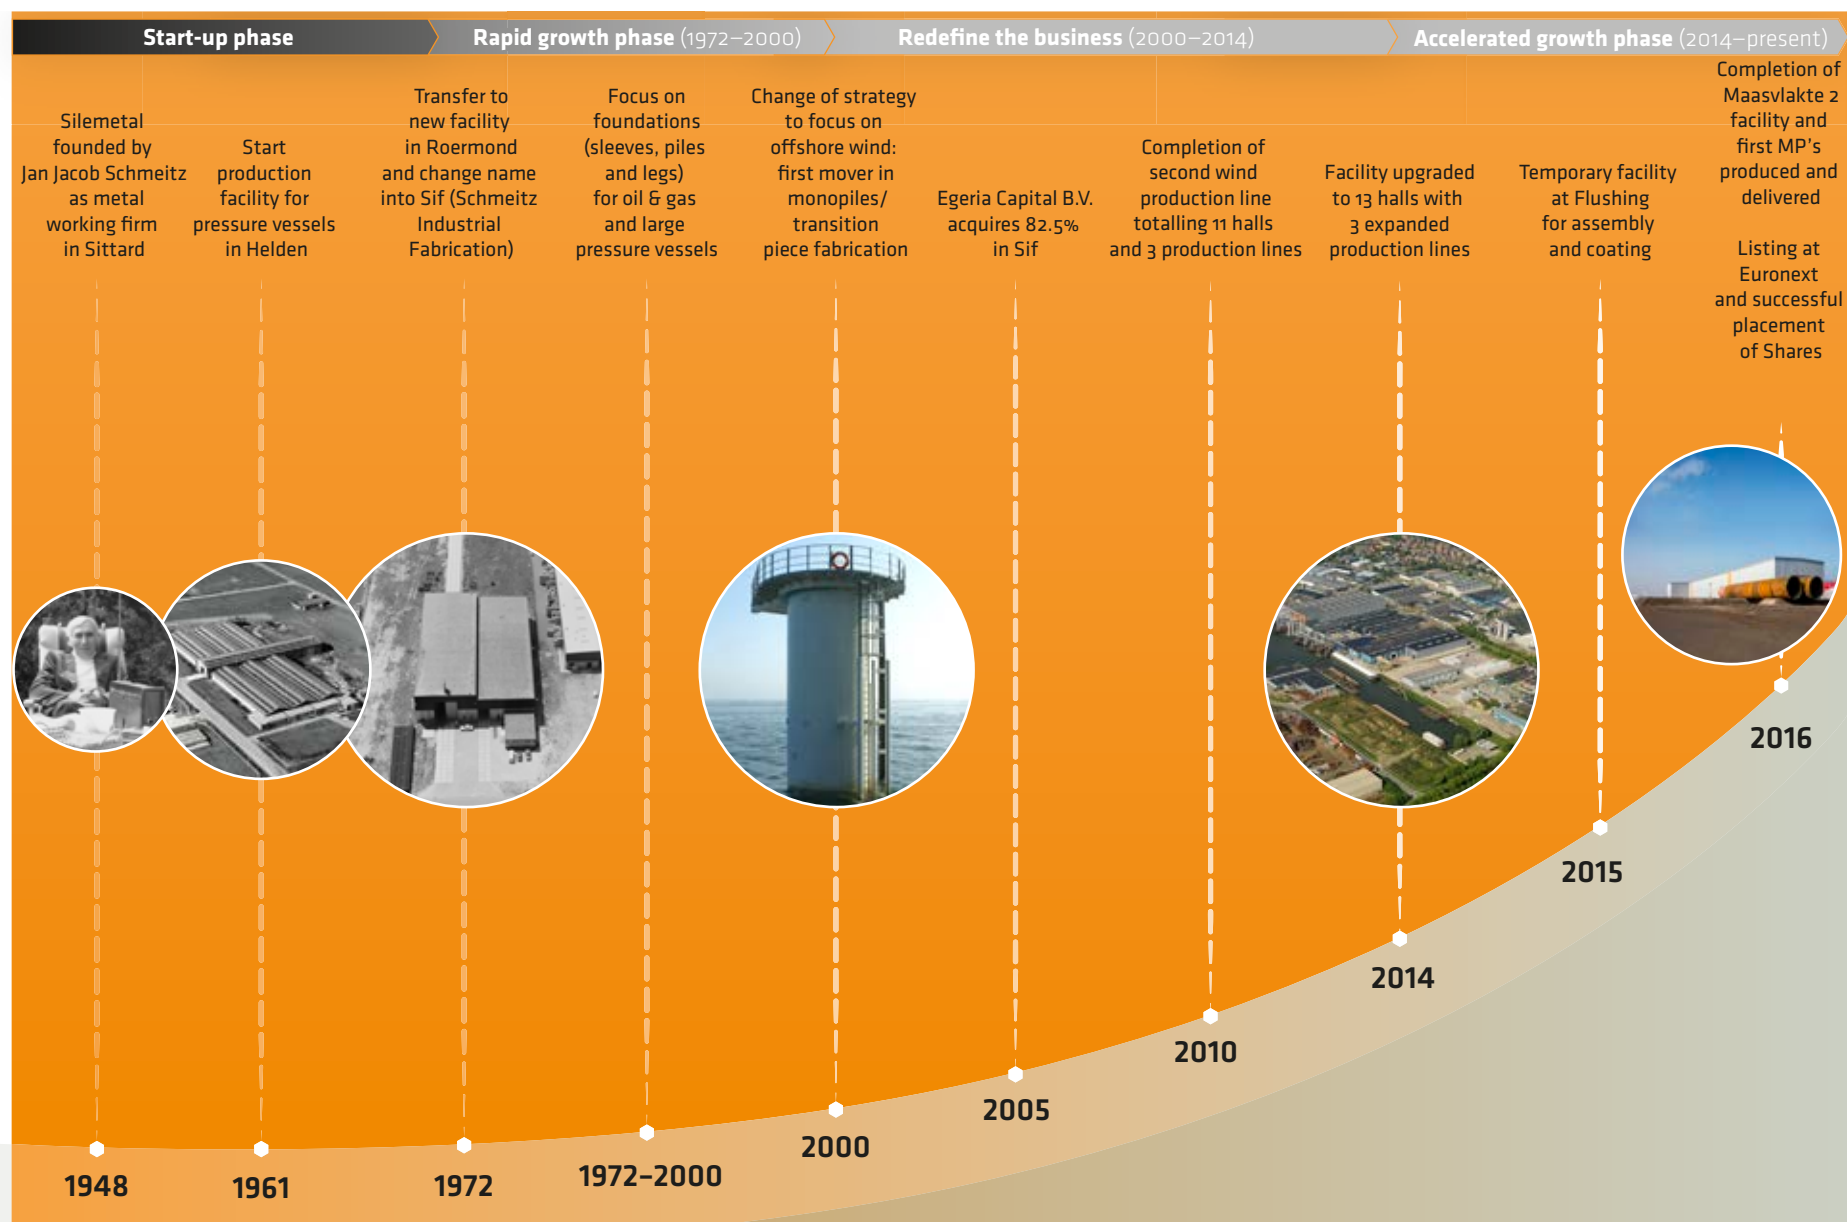 Start-up phase
Rapid growth phase (1972–2000)
Redefine the business (2000–2014)
Accelerated growth phase (2014–present)
Silemetal
founded by
Jan Jacob Schmeitz
as metal
working firm
in Sittard
Start
production
facility for
pressure vessels
in Helden
Transfer to
new facility
in Roermond
and change name
into Sif (Schmeitz
Industrial
Fabrication)
Focus on
foundations
(sleeves, piles
and legs)
for oil & gas
and large
pressure vessels
Change of strategy
to focus on
offshore wind:
first mover in
monopiles/
transition
piece fabrication
Egeria Capital B.V.
acquires 82.5%
in Sif
Completion of
second wind
production line
totalling 11 halls
and 3 production lines
Facility upgraded
to 13 halls with
3 expanded
production lines
Temporary facility
at Flushing
for assembly
and coating
Completion of
Maasvlakte 2
facility and
first MP's
produced and
delivered
Listing at
Euronext
and successful
placement
of Shares
1948
1961
1972
1972–2000
2000
2005
2010
2014
2015
2016